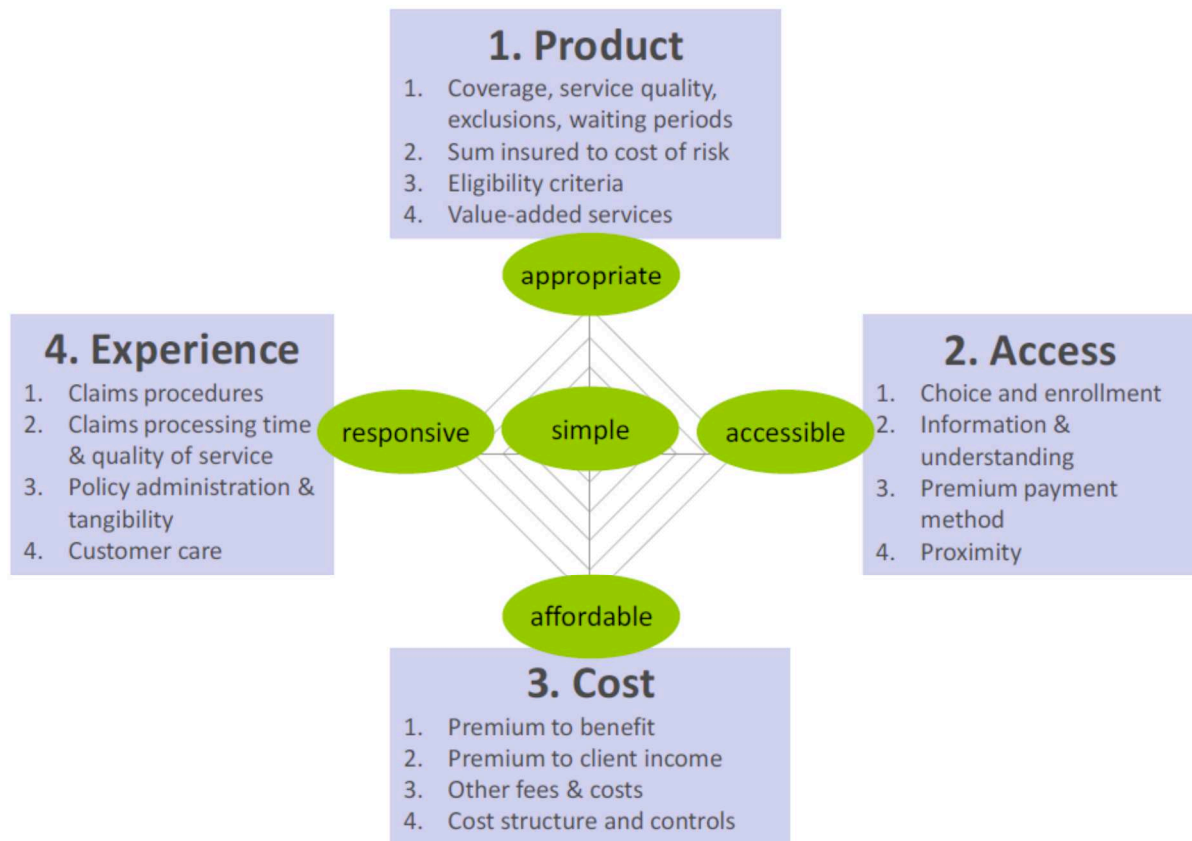 1. Product
1. Coverage, service quality,
exclusions, waiting periods
2. Sum insured to cost of risk
3. Eligibility criteria
4. Value-added services
appropriate
4. Experience
1. Claims procedures
2. Claims processing time
& quality of service
3. Policy administration &
tangibility
4. Customer care
responsive
simple
accessible
2. Access
1. Choice and enrollment
2. Information &
understanding
3. Premium payment
method
4. Proximity
affordable
3. Cost
1. Premium to benefit
2. Premium to client income
3. Other fees & costs
4. Cost structure and controls